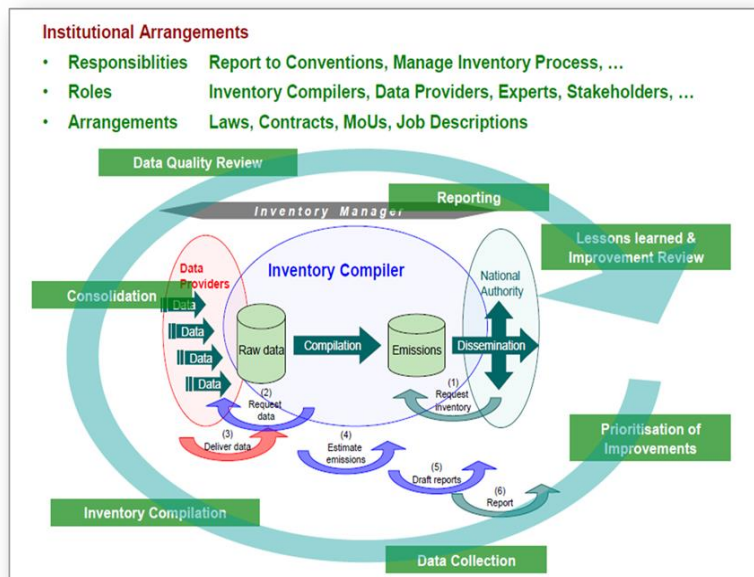 Institutional Arrangements
• Responsiblities Report to Conventions, Manage Inventory Process, ...
• Roles Inventory Compilers, Data Providers, Experts, Stakeholders, ...
• Arrangements Laws, Contracts, MoUs, Job Descriptions
Data Quality Review
Reporting
Inventory Manager
Lessons learned &
Improvement Review
Data
Providers
Inventory Compiler
National
Authority
Consolidation
Data
Data
Data
Data
Raw data
Compilation
Emissions
Dissemination
(1)
Request
inventory
(2)
Request
data
(3)
Deliver data
(4)
Estimate
emissions
(5)
Draft reports
(6)
Report
Prioritisation of
Improvements
Inventory Compilation
Data Collection